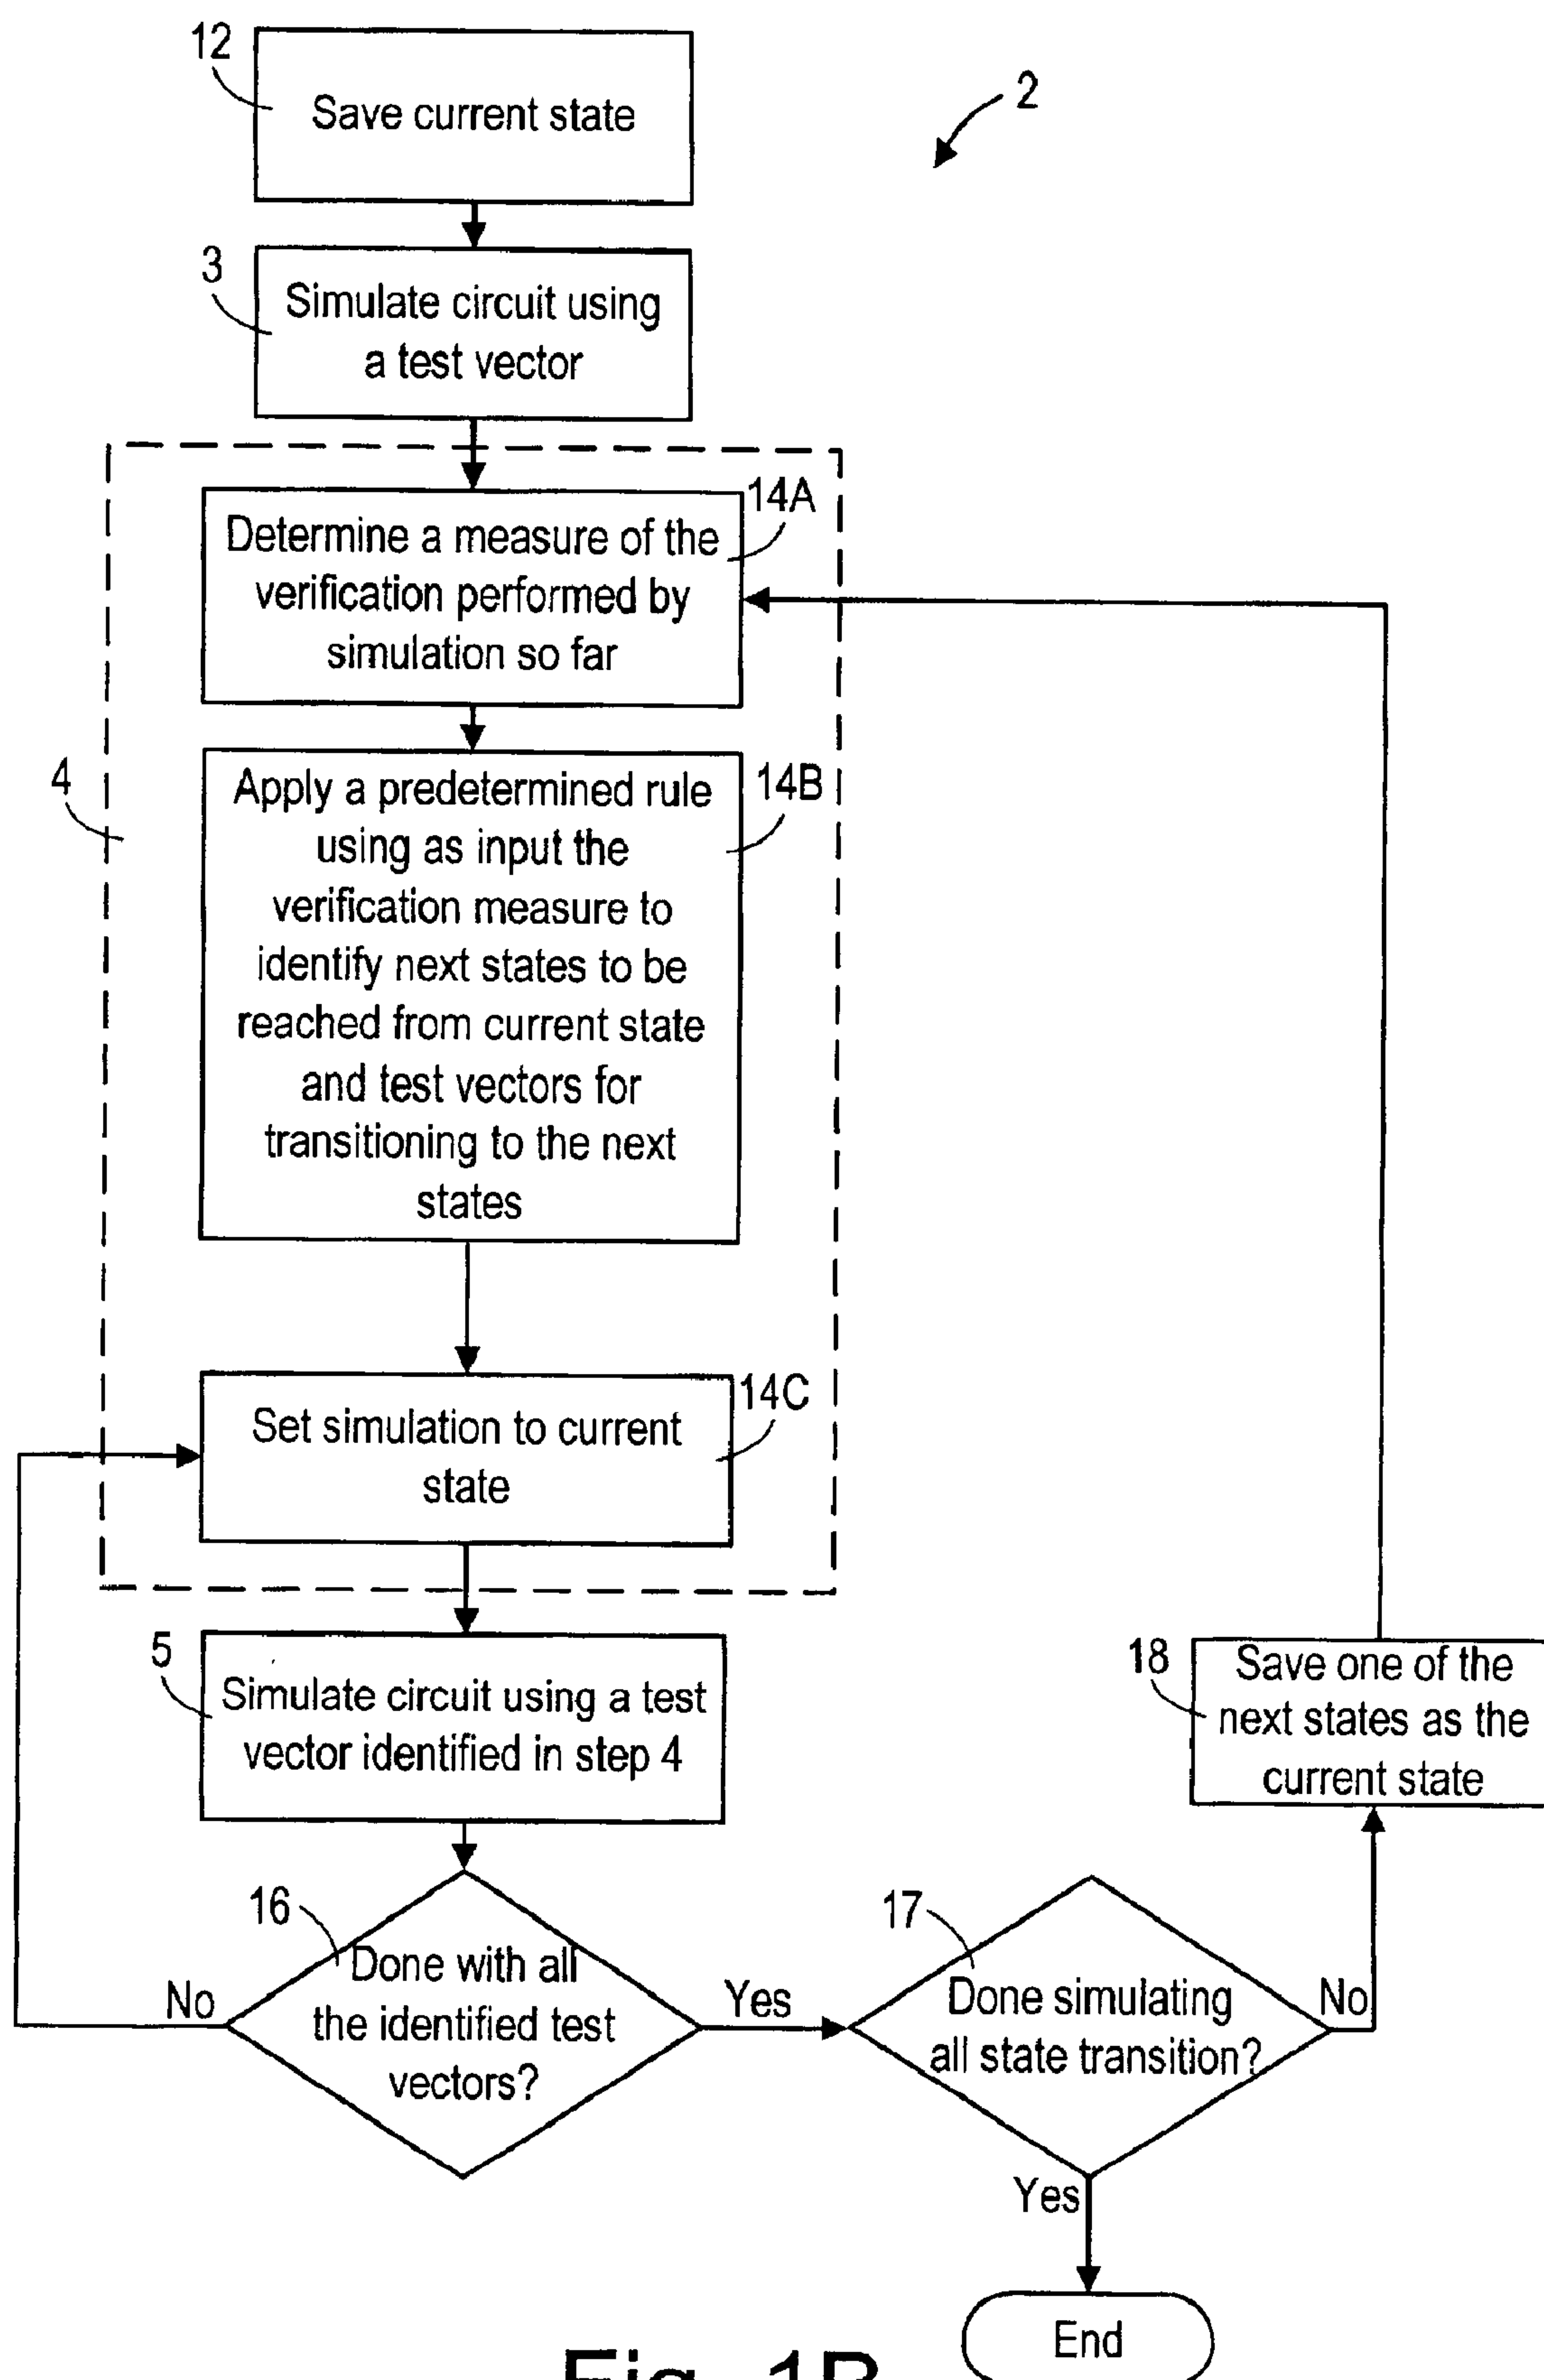 12
Save current state
2
3
Simulate circuit using
a test vector
14A
Determine a measure of the
verification performed by
simulation so far
4
14B
Apply a predetermined rule
using as input the
verification measure to
identify next states to be
reached from current state
and test vectors for
transitioning to the next
states
14C
Set simulation to current
state
5
Simulate circuit using a test
vector identified in step 4
18
Save one of the
next states as the
current state
16
Done with all
the identified test
vectors?
No
Yes
17
Done simulating
all state transition?
No
Yes
End
Fig. 1B